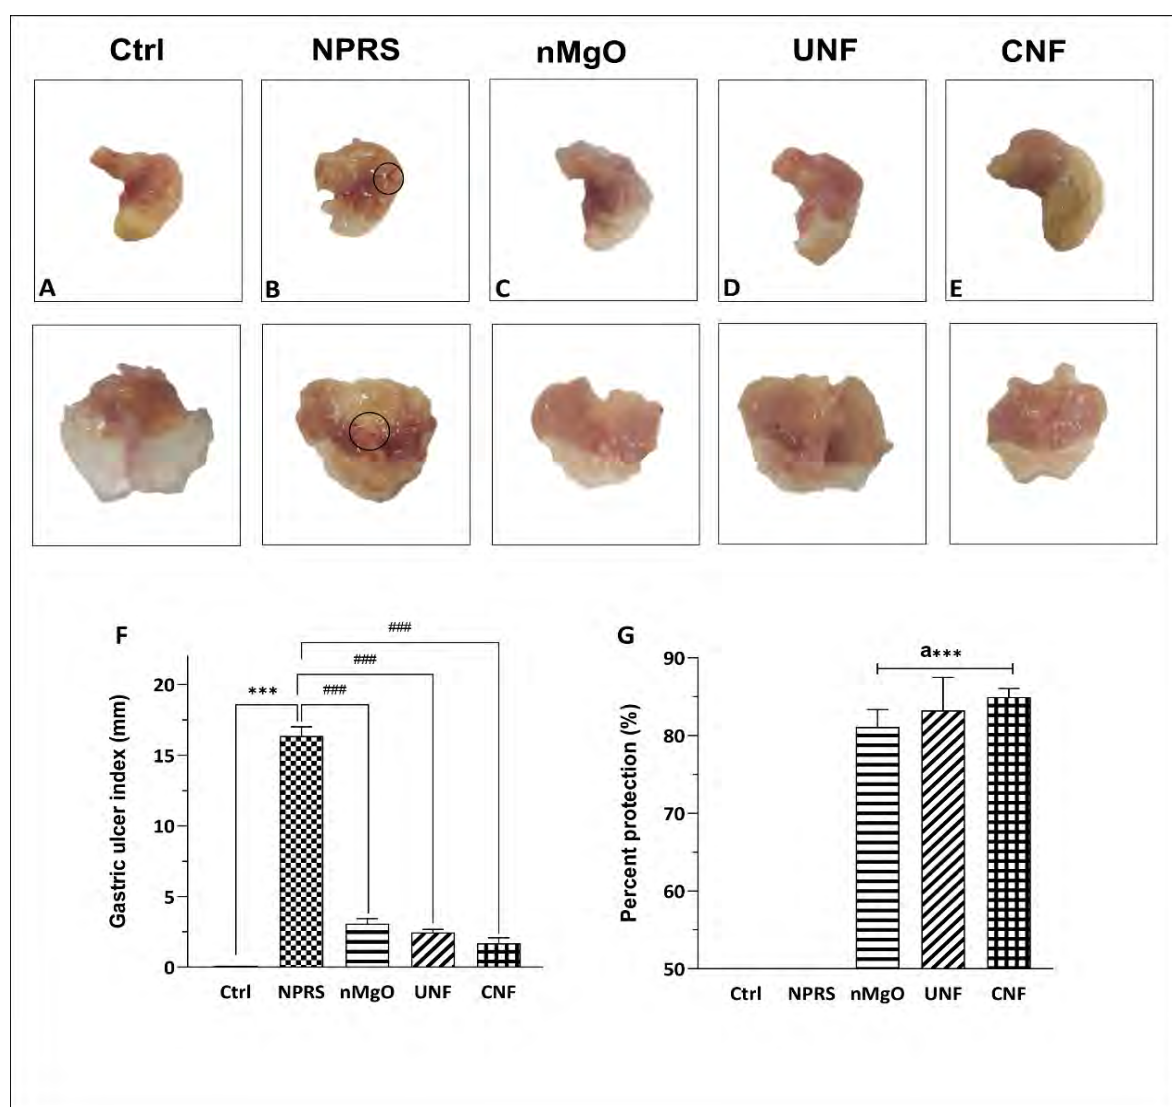 Ctrl NPRS nMgO UNF CNF
A B C D E
F
Gastric ulcer index (mm)
20
15
10
5
0
***
###
###
###
Ctrl NPRS nMgO UNF CNF
G
Percent protection (%)
90
80
70
60
50
a***
Ctrl NPRS nMgO UNF CNF